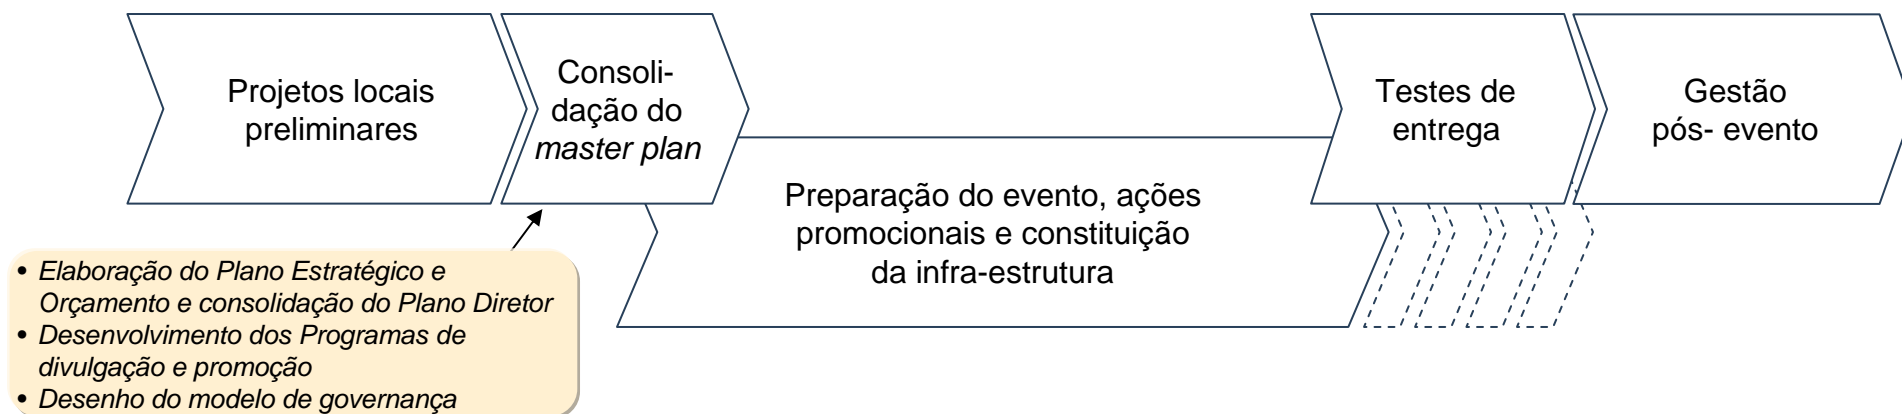 Projetos locais
preliminares
Consoli-
dação do
master plan
Preparação do evento, ações
promocionais e constituição
da infra-estrutura
Testes de
entrega
Gestão
pós- evento
• Elaboração do Plano Estratégico e
Orçamento e consolidação do Plano Diretor
• Desenvolvimento dos Programas de
divulgação e promoção
• Desenho do modelo de governança